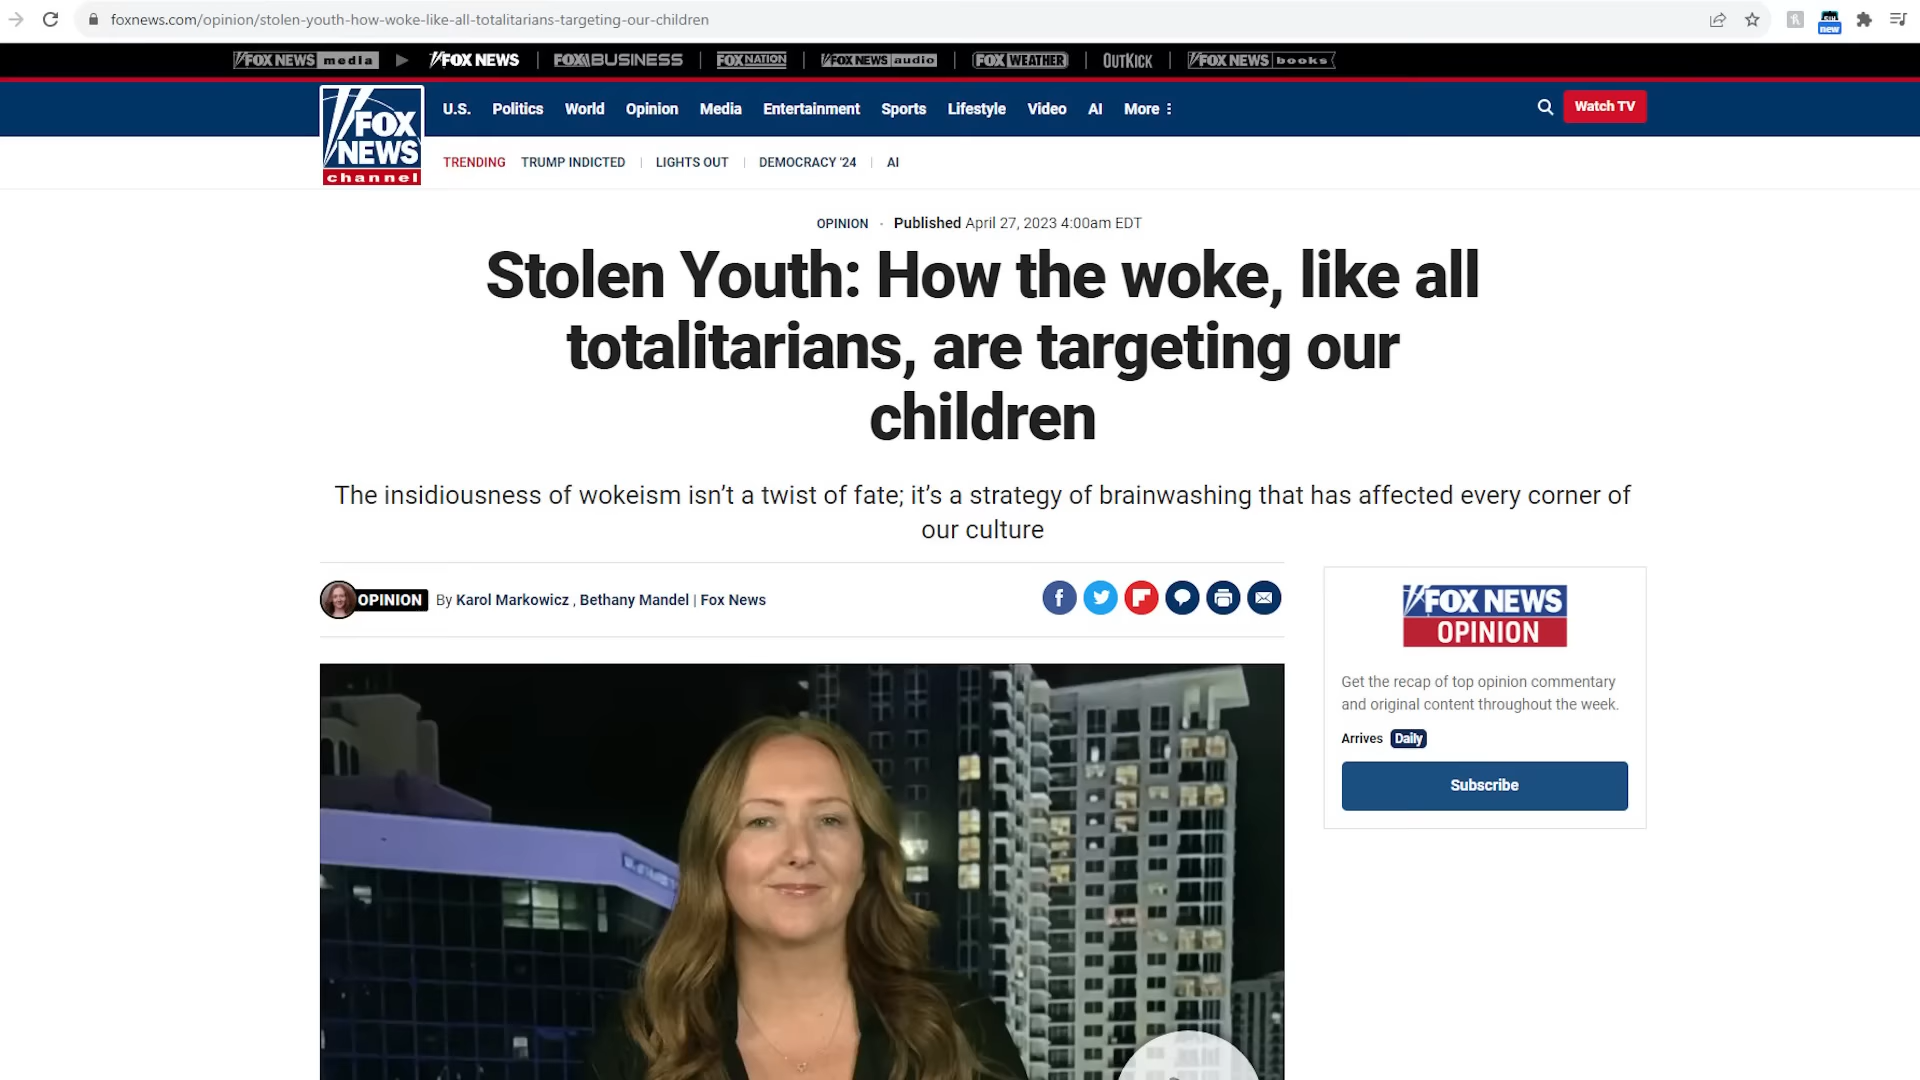 foxnews.com/opinion/stolen-youth-how-woke-like-all-totalitarians-targeting-our-children
new
FOX NEWS media FOX NEWS FOX BUSINESS FOX NATION FOX NEWS audio FOX WEATHER OUTKICK FOX NEWS books
FOX NEWS channel
U.S. Politics World Opinion Media Entertainment Sports Lifestyle Video AI More Watch TV
TRENDING TRUMP INDICTED LIGHTS OUT DEMOCRACY '24 AI
OPINION · Published April 27, 2023 4:00am EDT
Stolen Youth: How the woke, like all
totalitarians, are targeting our
children
The insidiousness of wokeism isn’t a twist of fate; it’s a strategy of brainwashing that has affected every corner of
our culture
OPINION By Karol Markowicz , Bethany Mandel | Fox News
FOX NEWS
OPINION
Get the recap of top opinion commentary
and original content throughout the week.
Arrives Daily
Subscribe